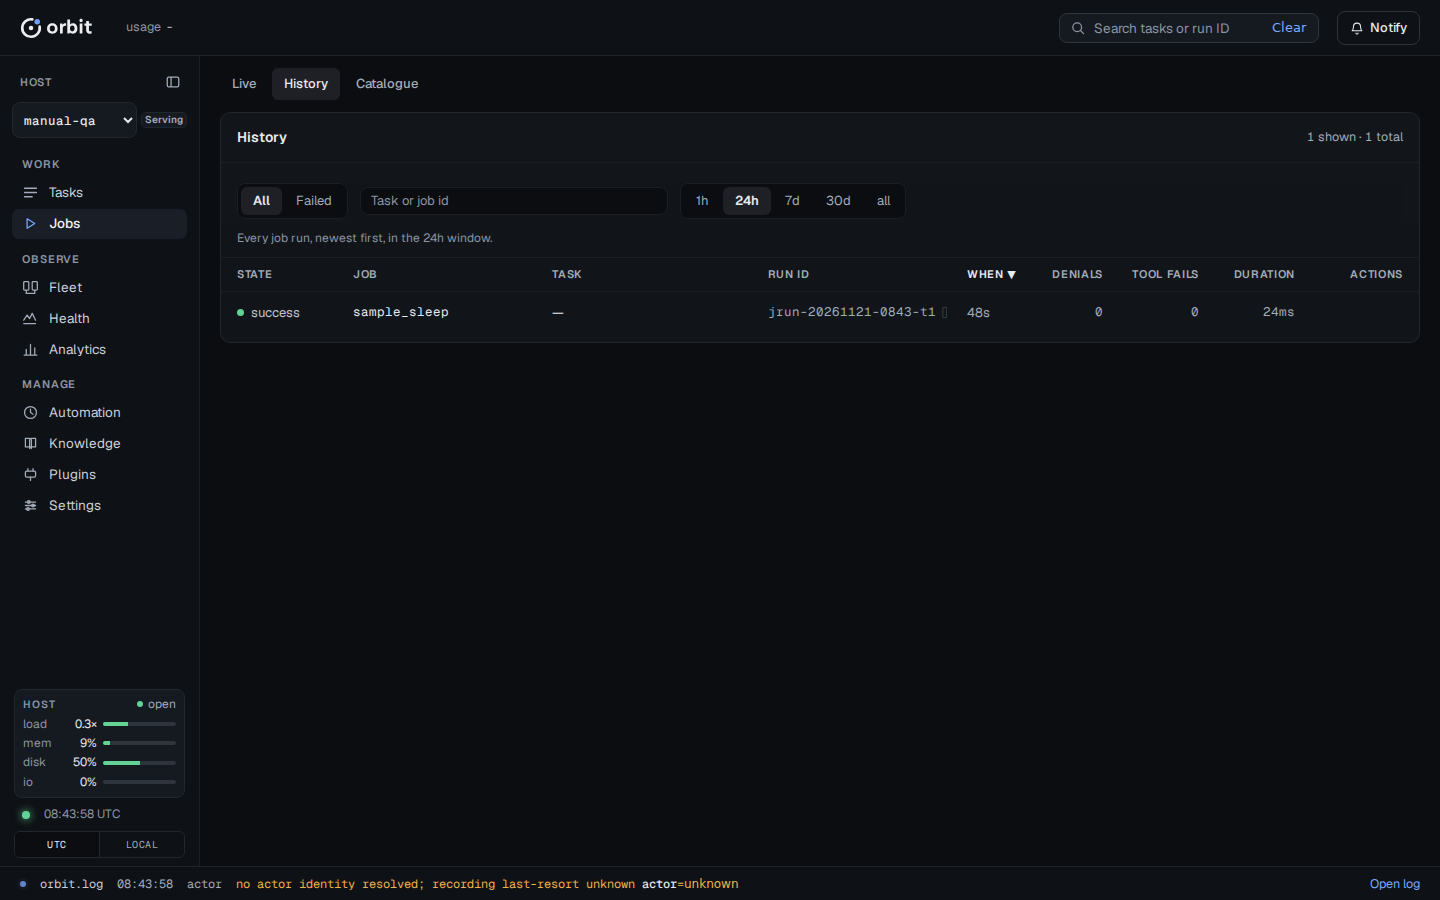 orbit
usage -
Search tasks or run ID
Clear
Notify
HOST
manual-qa
Serving
WORK
Tasks
Jobs
OBSERVE
Fleet
Health
Analytics
MANAGE
Automation
Knowledge
Plugins
Settings
HOST
open
load 0.3×
mem 9%
disk 50%
io 0%
08:43:58 UTC
UTC LOCAL
Live History Catalogue
History
1 shown · 1 total
All Failed
Task or job id
1h 24h 7d 30d all
Every job run, newest first, in the 24h window.
STATE JOB TASK RUN ID WHEN ▼ DENIALS TOOL FAILS DURATION ACTIONS
success sample_sleep — jrun-20261121-0843-t1 48s 0 0 24ms
orbit.log 08:43:58 actor no actor identity resolved; recording last-resort unknown actor=unknown
Open log